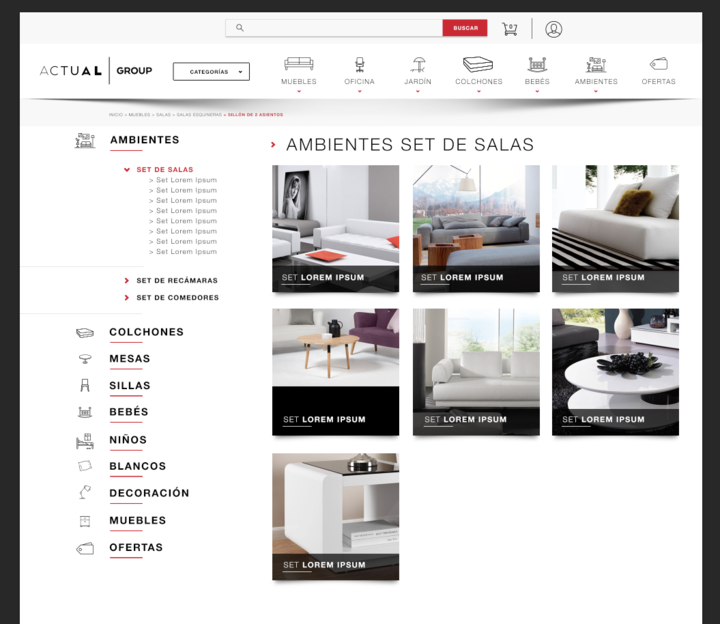 BUSCAR
0
ACTUAL GROUP
CATEGORÍAS
MUEBLES
OFICINA
JARDÍN
COLCHONES
BEBÉS
AMBIENTES
OFERTAS
INICIO > MUEBLES > SALAS > SALAS ESQUINERAS > SILLÓN DE 2 ASIENTOS
AMBIENTES
SET DE SALAS
> Set Lorem Ipsum
> Set Lorem Ipsum
> Set Lorem Ipsum
> Set Lorem Ipsum
> Set Lorem Ipsum
> Set Lorem Ipsum
> Set Lorem Ipsum
> Set Lorem Ipsum
SET DE RECÁMARAS
SET DE COMEDORES
COLCHONES
MESAS
SILLAS
BEBÉS
NIÑOS
BLANCOS
DECORACIÓN
MUEBLES
OFERTAS
AMBIENTES SET DE SALAS
SET LOREM IPSUM
SET LOREM IPSUM
SET LOREM IPSUM
SET LOREM IPSUM
SET LOREM IPSUM
SET LOREM IPSUM
SET LOREM IPSUM